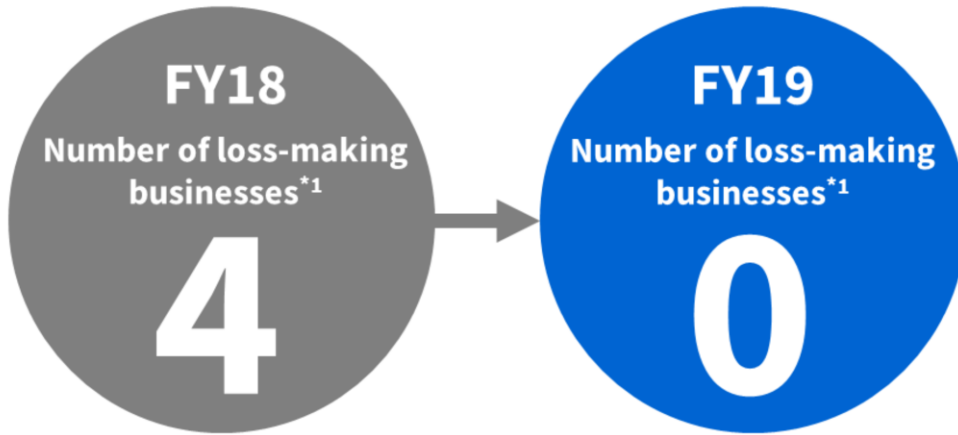 FY18
Number of loss-making
businesses*1
4
FY19
Number of loss-making
businesses*1
0